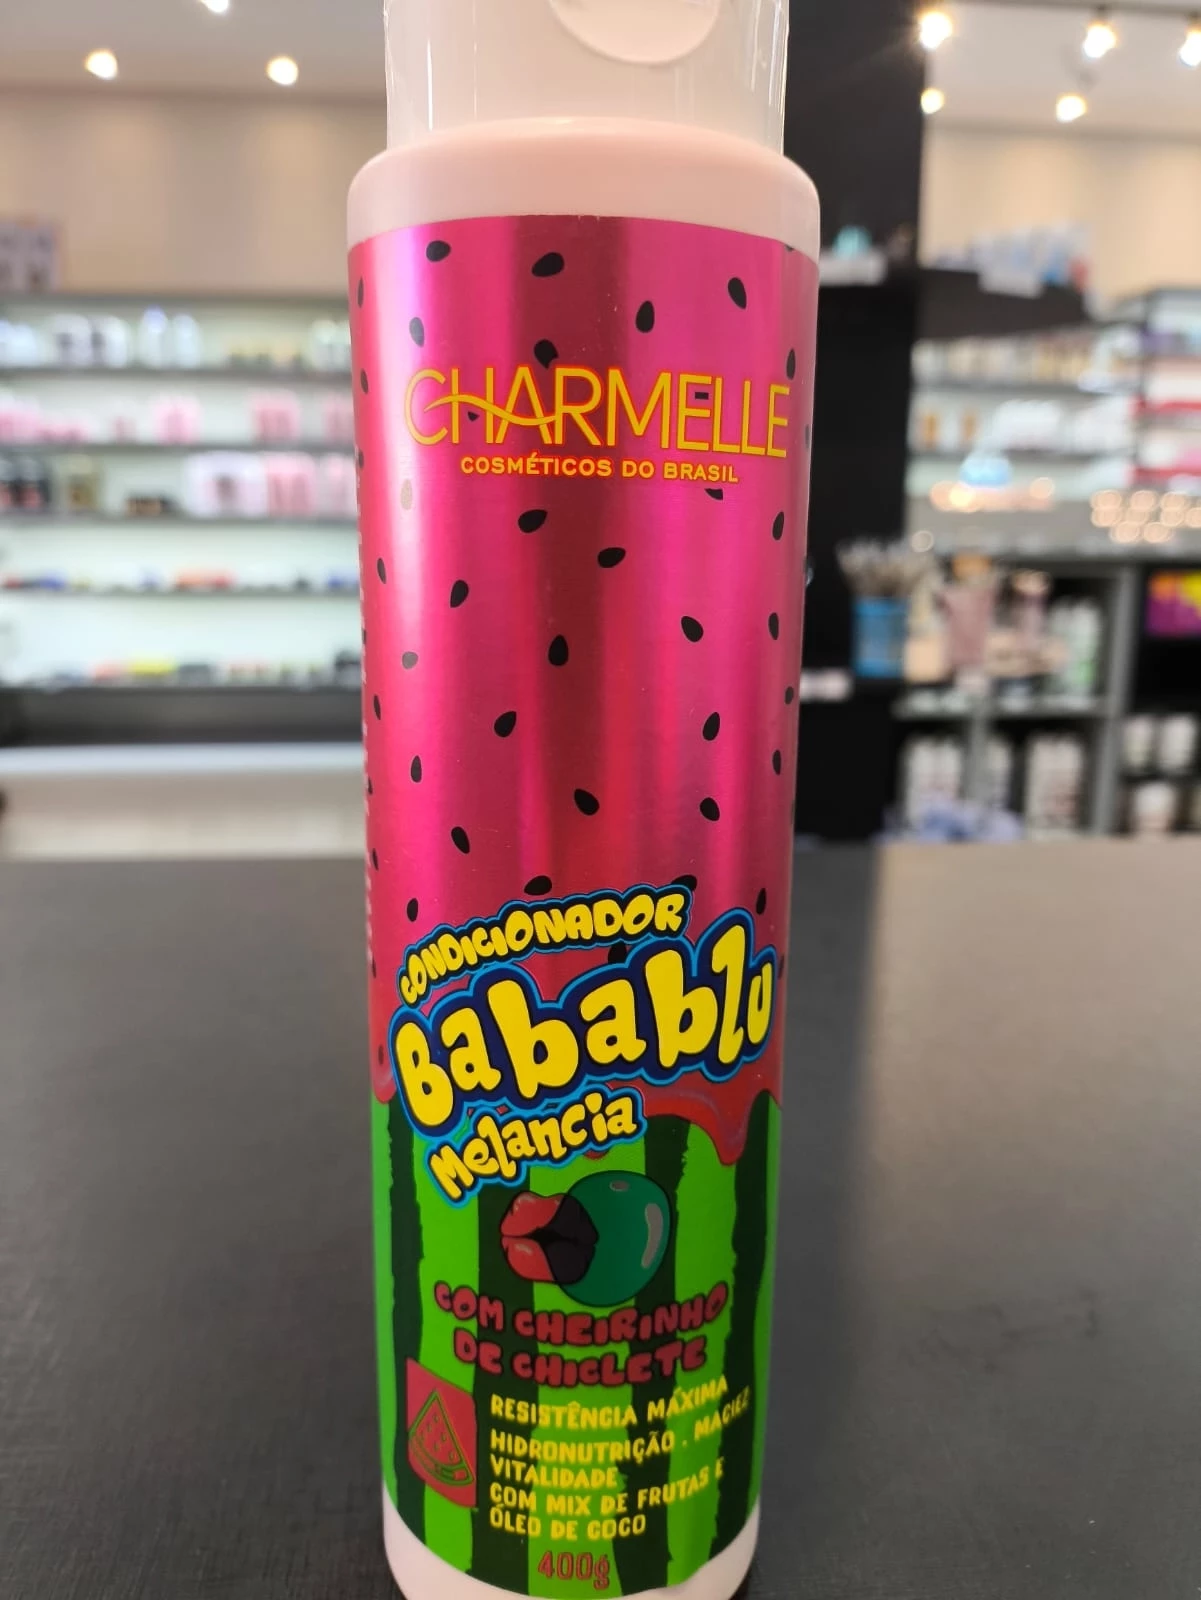 CHARMELLE
COSMÉTICOS DO BRASIL
CONDICIONADOR
Babablu
Melancia
COM CHEIRINHO
DE CHICLETE
RESISTÊNCIA MÁXIMA
HIDRONUTRIÇÃO . MACIEZ
VITALIDADE
COM MIX DE FRUTAS E
ÓLEO DE COCO
400g